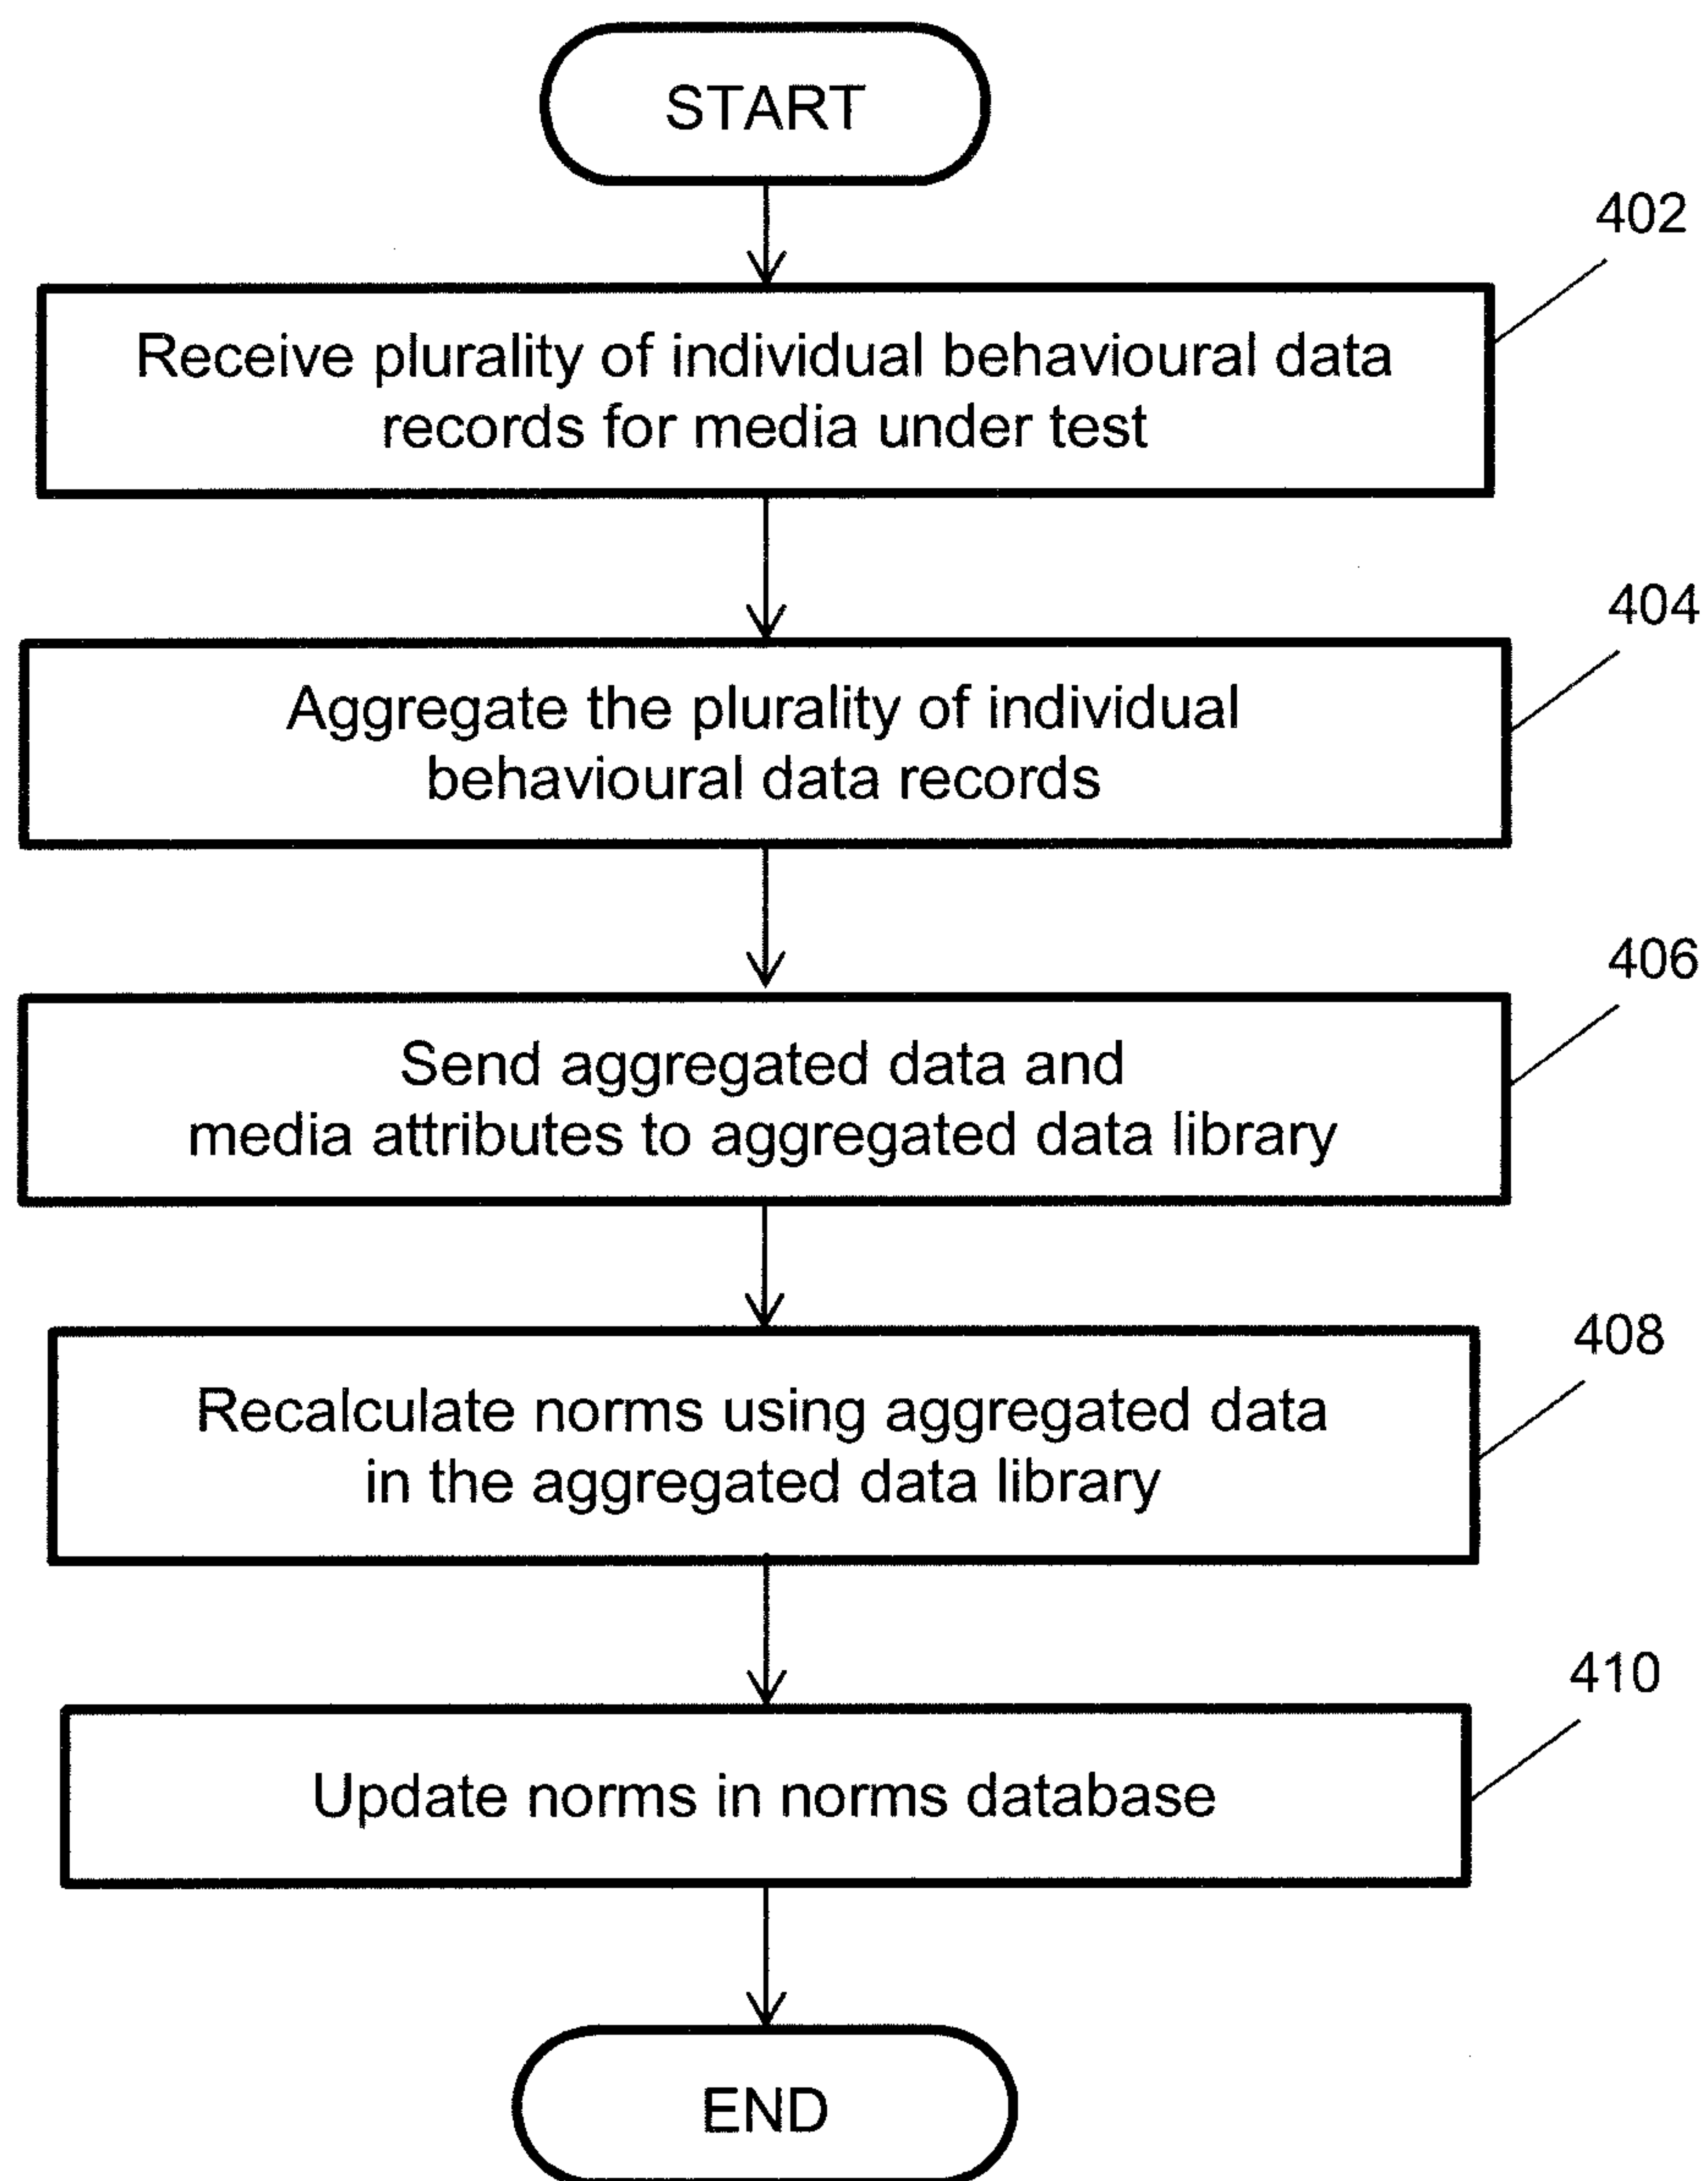 START
402
Receive plurality of individual behavioural data
records for media under test
404
Aggregate the plurality of individual
behavioural data records
406
Send aggregated data and
media attributes to aggregated data library
408
Recalculate norms using aggregated data
in the aggregated data library
410
Update norms in norms database
END